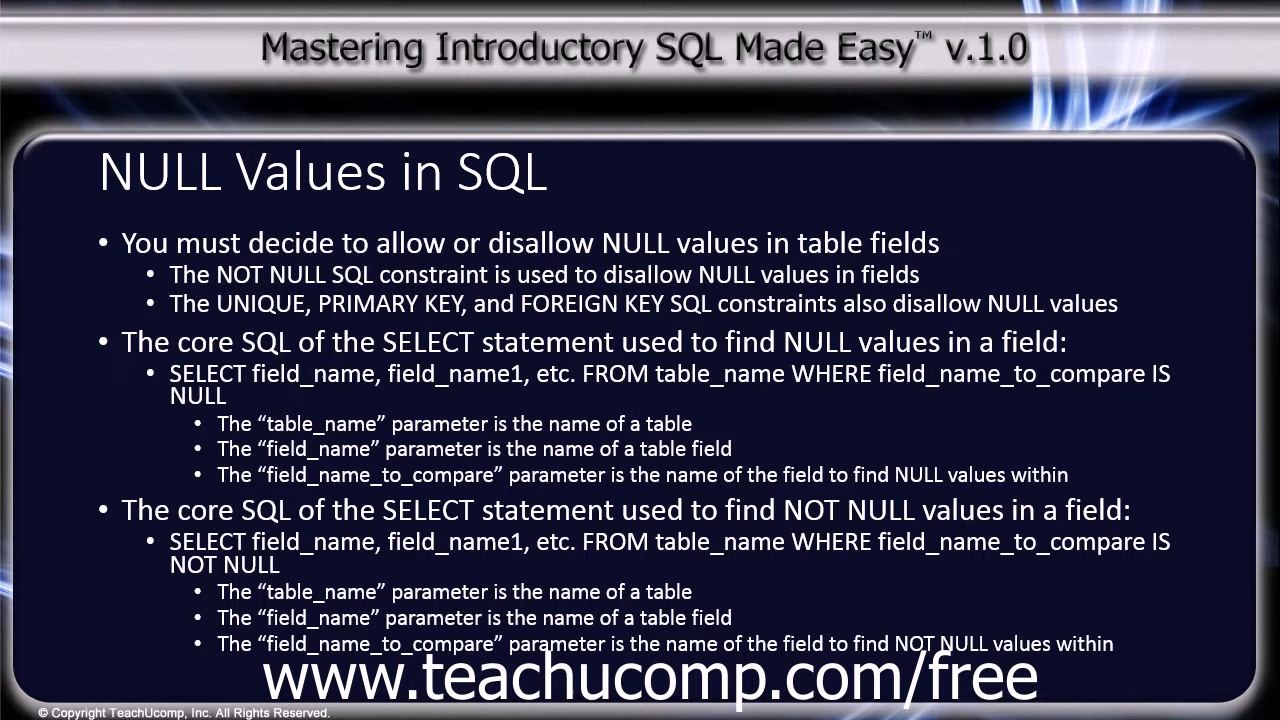 Mastering Introductory SQL Made Easy™ v.1.0
NULL Values in SQL
• You must decide to allow or disallow NULL values in table fields
• The NOT NULL SQL constraint is used to disallow NULL values in fields
• The UNIQUE, PRIMARY KEY, and FOREIGN KEY SQL constraints also disallow NULL values
• The core SQL of the SELECT statement used to find NULL values in a field:
• SELECT field_name, field_name1, etc. FROM table_name WHERE field_name_to_compare IS
NULL
• The “table_name” parameter is the name of a table
• The “field_name” parameter is the name of a table field
• The “field_name_to_compare” parameter is the name of the field to find NULL values within
• The core SQL of the SELECT statement used to find NOT NULL values in a field:
• SELECT field_name, field_name1, etc. FROM table_name WHERE field_name_to_compare IS
NOT NULL
• The “table_name” parameter is the name of a table
• The “field_name” parameter is the name of a table field
• The “field_name_to_compare” parameter is the name of the field to find NOT NULL values within
www.teachucomp.com/free
© Copyright TeachUcomp, Inc. All Rights Reserved.